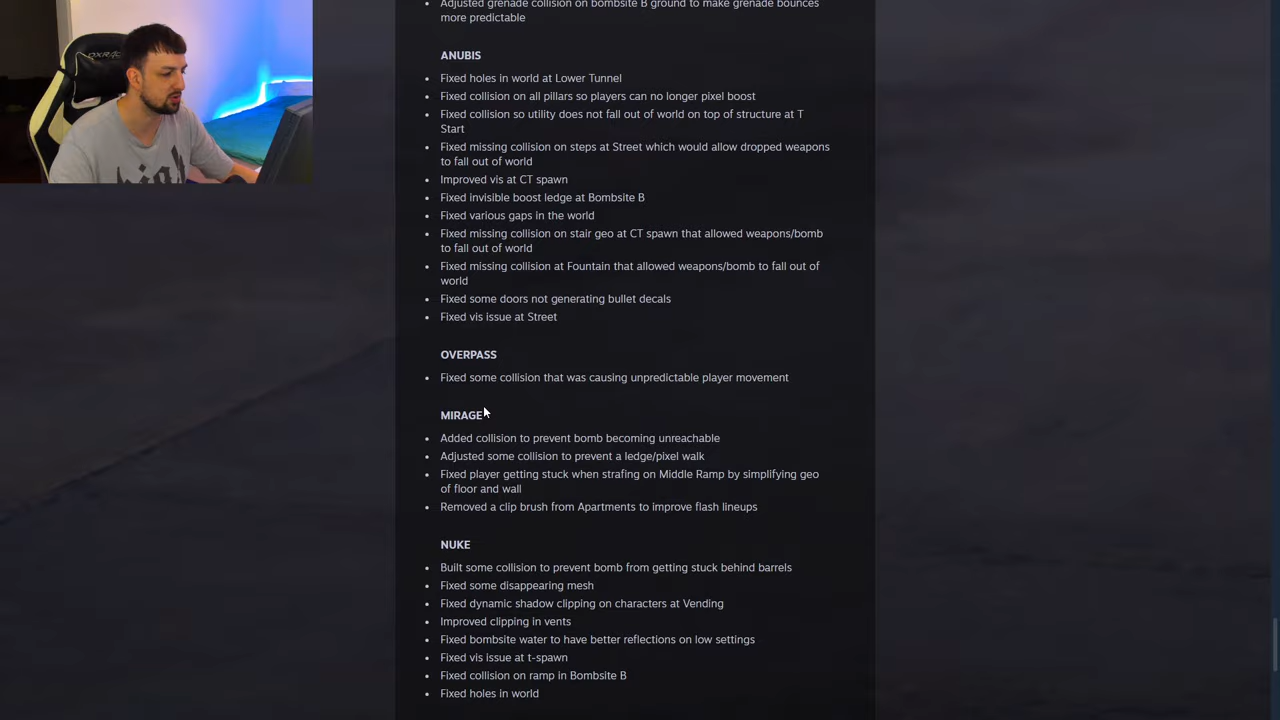 Adjusted grenade collision on bombsite B ground to make grenade bounces
more predictable
ANUBIS
• Fixed holes in world at Lower Tunnel
• Fixed collision on all pillars so players can no longer pixel boost
• Fixed collision so utility does not fall out of world on top of structure at T
Start
• Fixed missing collision on steps at Street which would allow dropped weapons
to fall out of world
• Improved vis at CT spawn
• Fixed invisible boost ledge at Bombsite B
• Fixed various gaps in the world
• Fixed missing collision on stair geo at CT spawn that allowed weapons/bomb
to fall out of world
• Fixed missing collision at Fountain that allowed weapons/bomb to fall out of
world
• Fixed some doors not generating bullet decals
• Fixed vis issue at Street
OVERPASS
• Fixed some collision that was causing unpredictable player movement
MIRAGE
• Added collision to prevent bomb becoming unreachable
• Adjusted some collision to prevent a ledge/pixel walk
• Fixed player getting stuck when strafing on Middle Ramp by simplifying geo
of floor and wall
• Removed a clip brush from Apartments to improve flash lineups
NUKE
• Built some collision to prevent bomb from getting stuck behind barrels
• Fixed some disappearing mesh
• Fixed dynamic shadow clipping on characters at Vending
• Improved clipping in vents
• Fixed bombsite water to have better reflections on low settings
• Fixed vis issue at t-spawn
• Fixed collision on ramp in Bombsite B
• Fixed holes in world